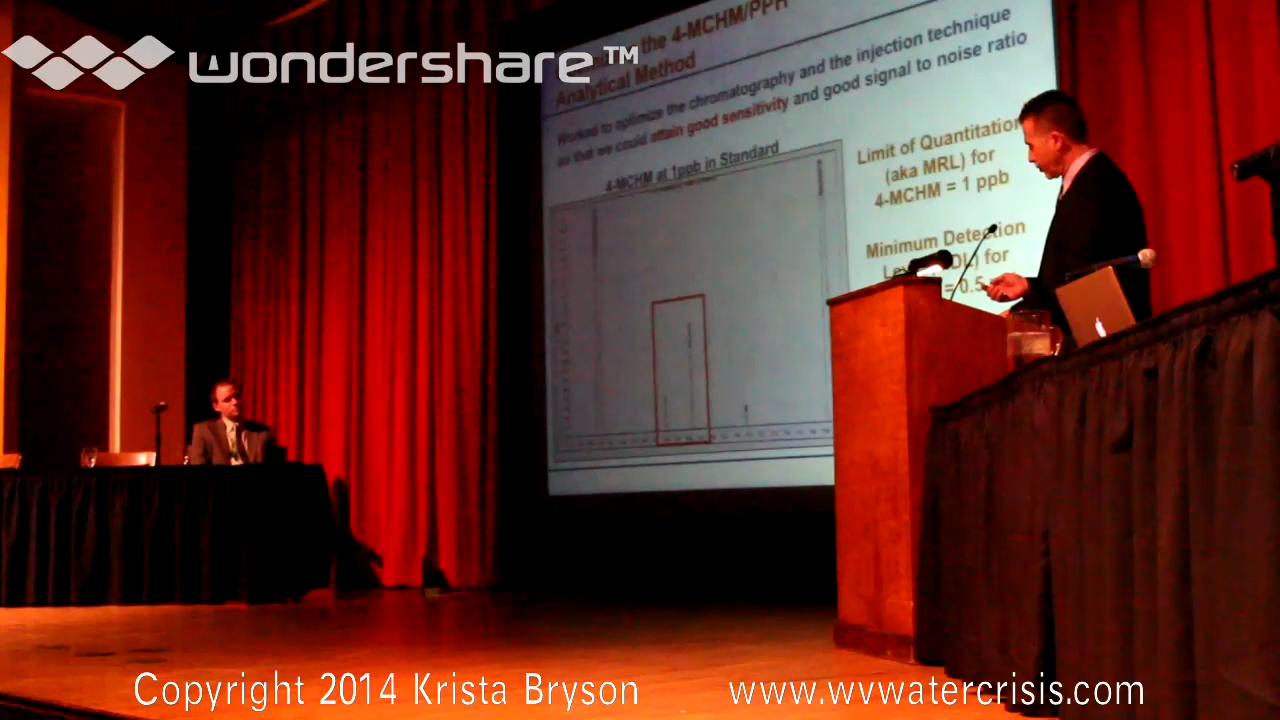 wondershare™
the 4-MCHM/PPH
Analytical Method
Worked to optimize the chromatography and the injection technique
so that we could attain good sensitivity and good signal to noise ratio
4-MCHM at 1ppb in Standard
Limit of Quantitation
(aka MRL) for
4-MCHM = 1 ppb
Minimum Detection
for
= 0.5
Copyright 2014 Krista Bryson
www.wvwatercrisis.com